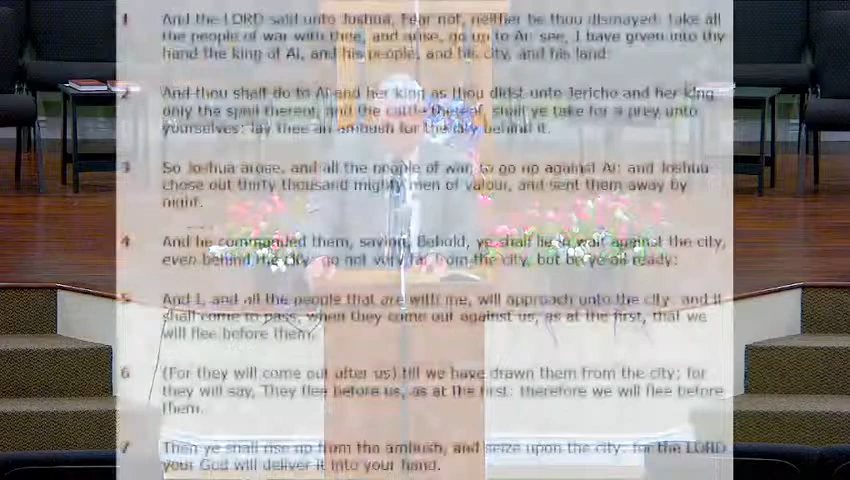 1 And the LORD said unto Joshua, Fear not, neither be thou dismayed: take all
the people of war with thee, and arise, go up to Ai: see, I have given into thy
hand the king of Ai, and his people, and his city, and his land:
2 And thou shalt do to Ai and her king as thou didst unto Jericho and her king:
only the spoil thereof, and the cattle thereof, shall ye take for a prey unto
yourselves: lay thee an ambush for the city behind it.
3 So Joshua arose, and all the people of war, to go up against Ai: and Joshua
chose out thirty thousand mighty men of valour, and sent them away by
night.
4 And he commanded them, saying, Behold, ye shall lie in wait against the city,
even behind the city: go not very far from the city, but be ye all ready:
5 And I, and all the people that are with me, will approach unto the city: and it
shall come to pass, when they come out against us, as at the first, that we
will flee before them,
6 (For they will come out after us) till we have drawn them from the city; for
they will say, They flee before us, as at the first: therefore we will flee before
them.
7 Then ye shall rise up from the ambush, and seize upon the city: for the LORD
your God will deliver it into your hand.